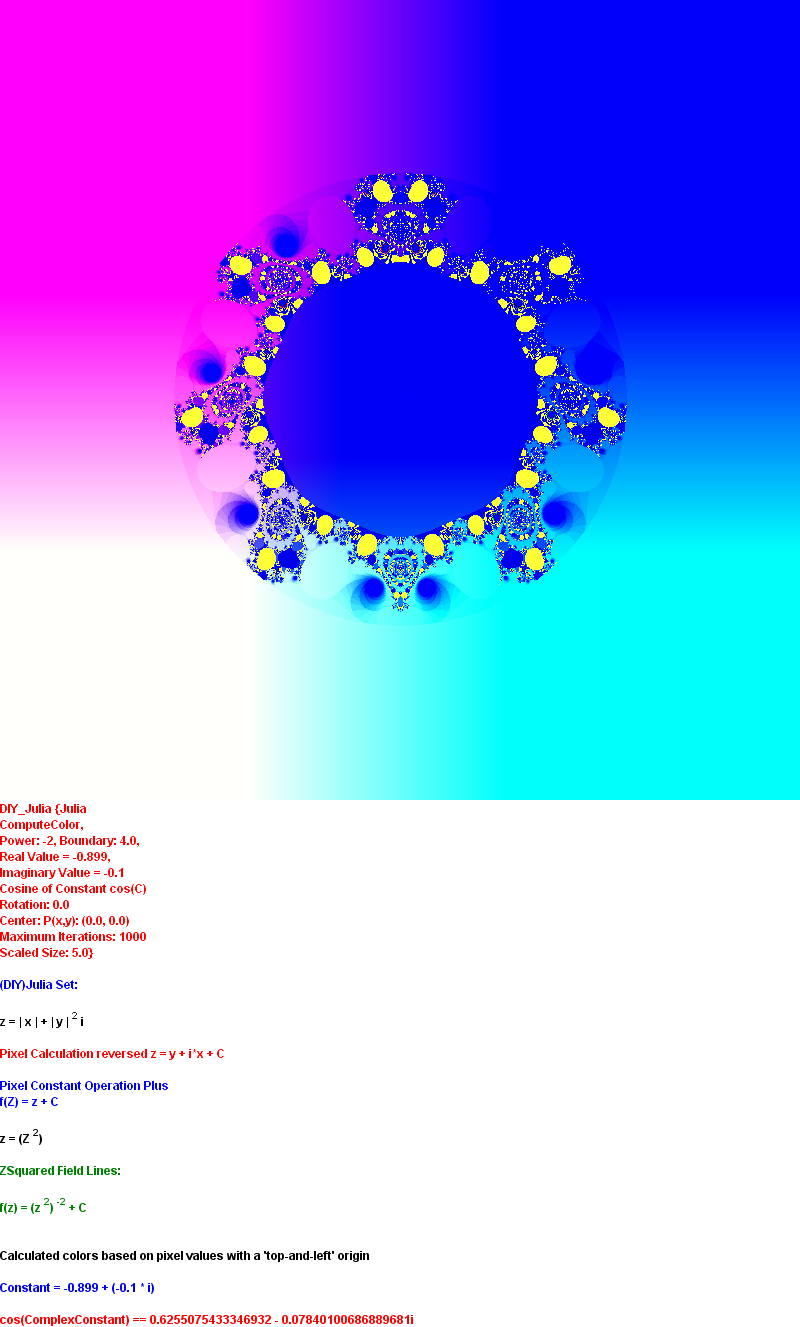 DIY_Julia {Julia
ComputeColor,
Power: -2, Boundary: 4.0,
Real Value = -0.899,
Imaginary Value = -0.1
Cosine of Constant cos(C)
Rotation: 0.0
Center: P(x,y): (0.0, 0.0)
Maximum Iterations: 1000
Scaled Size: 5.0}
(DIY)Julia Set:
z = | x | + | y | ² i
Pixel Calculation reversed z = y + i*x + C
Pixel Constant Operation Plus
f(Z) = z + C
z = (Z ²)
ZSquared Field Lines:
f(z) = (z ²) ⁻² + C
Calculated colors based on pixel values with a 'top-and-left' origin
Constant = -0.899 + (-0.1 * i)
cos(ComplexConstant) == 0.6255075433346932 - 0.07840100686889681i